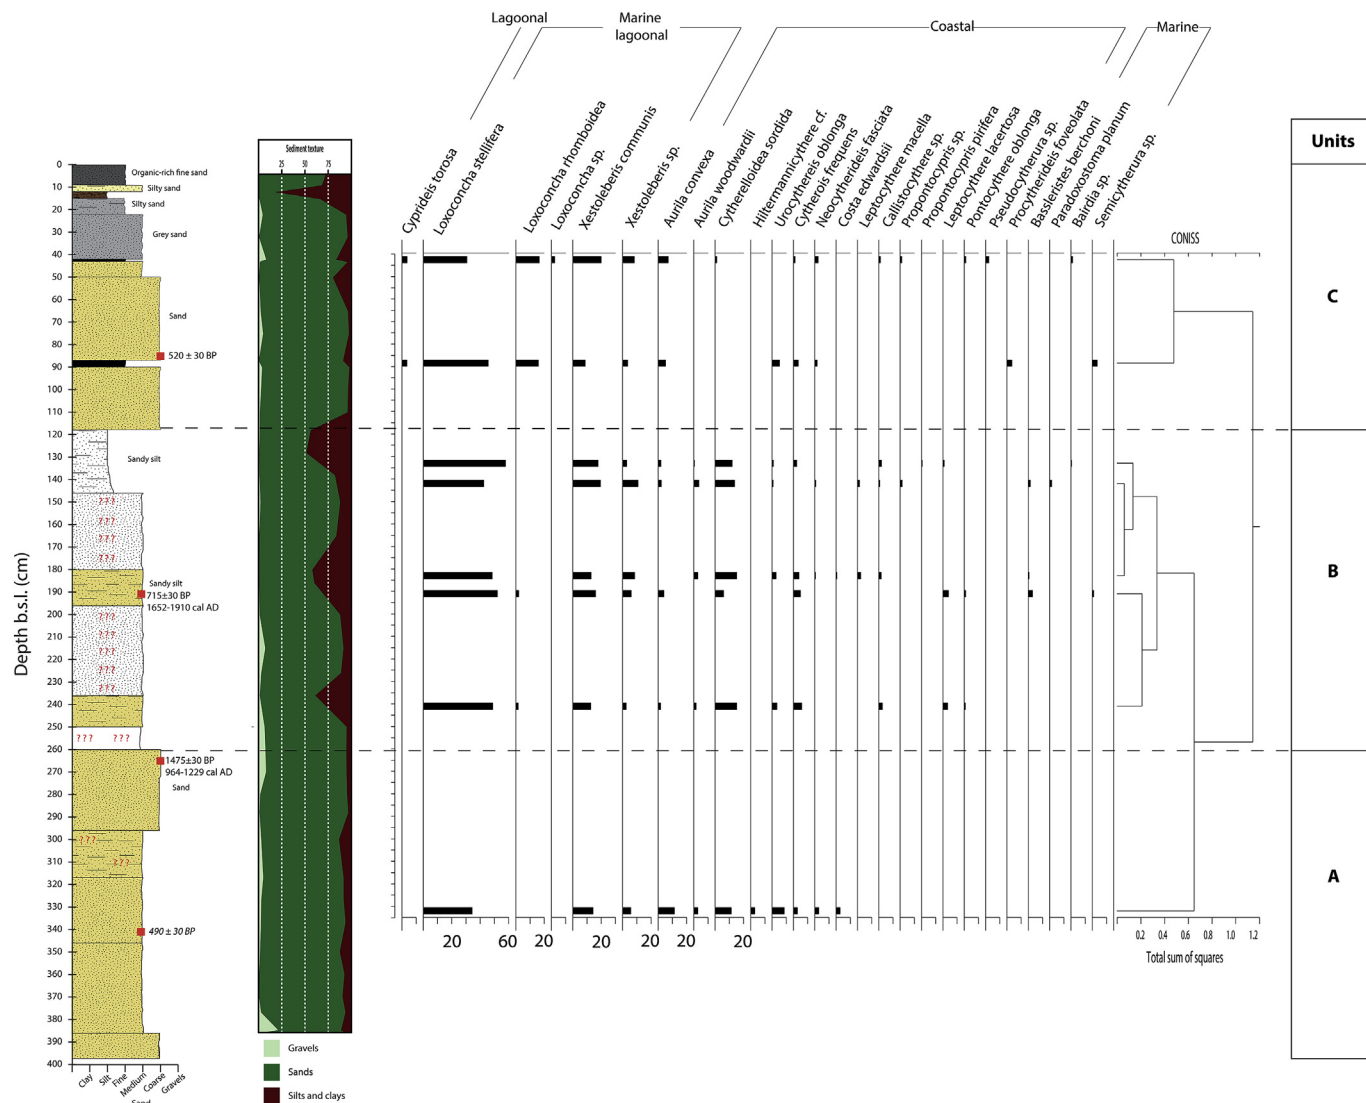 Lagoonal
Marine
lagoonal
Coastal
Marine
Cyprideis torosa
Loxoconcha stellifera
Loxoconcha rhomboidea
Loxoconcha sp.
Xestoleberis communis
Xestoleberis sp.
Aurila convexa
Aurila woodwardii
Cytherelloidea sordida
Hiltermannicythere cf.
Urocythereis oblonga
Cytherois frequens
Neocytherideis fasciata
Costa edwardsii
Leptocythere macella
Callistocythere sp.
Propontocypris sp.
Propontocypris pirifera
Leptocythere lacertosa
Pontocythere oblonga
Pseudocytherura sp.
Procytherideis foveolata
Basslerites berchoni
Paradoxostoma planum
Bairdia sp.
Semicytherura sp.
Units
Sediment texture
25 50 75
CONISS
0
10
20
30
40
50
60
70
80
90
100
110
120
130
140
150
160
170
180
190
200
210
220
230
240
250
260
270
280
290
300
310
320
330
340
350
360
370
380
390
400
Depth b.s.l. (cm)
Organic-rich fine sand
Silty sand
Silty sand
Grey sand
Sand
520 ± 30 BP
Sandy silt
???
???
???
???
Sandy silt
715±30 BP
1652-1910 cal AD
???
???
???
???
???
??? ???
1475±30 BP
964-1229 cal AD
Sand
???
???
490 ± 30 BP
C
B
A
20 60 20 20 20 20 20
0.2 0.4 0.6 0.8 1.0 1.2
Total sum of squares
Clay
Silt
Fine
Medium
Coarse
Gravels
Sand
Gravels
Sands
Silts and clays